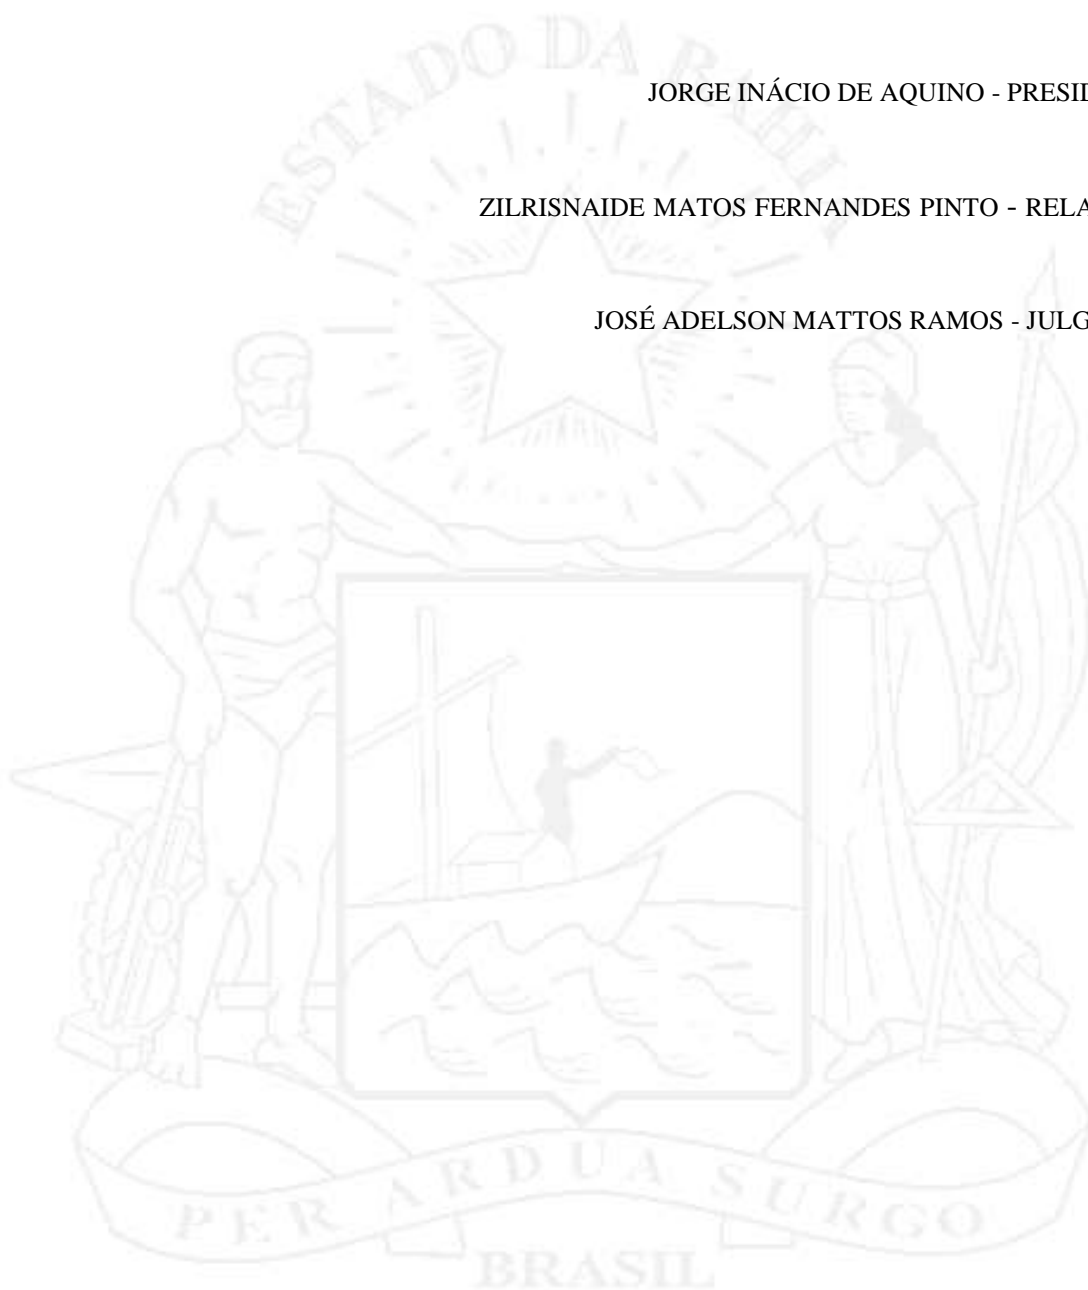 ESTADO DA BAHIA
JORGE INÁCIO DE AQUINO - PRESID
ZILRISNAIDE MATOS FERNANDES PINTO - RELA
JOSÉ ADELSON MATTOS RAMOS - JULG
PER ARDUA SURGO
BRASIL